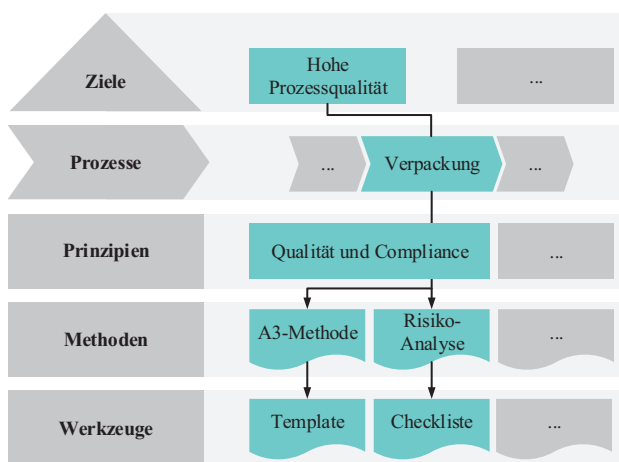 Ziele
Hohe
Prozessqualität
...
Prozesse
...
Verpackung
...
Prinzipien
Qualität und Compliance
...
Methoden
A3-Methode
Risiko-
Analyse
...
Werkzeuge
Template
Checkliste
...